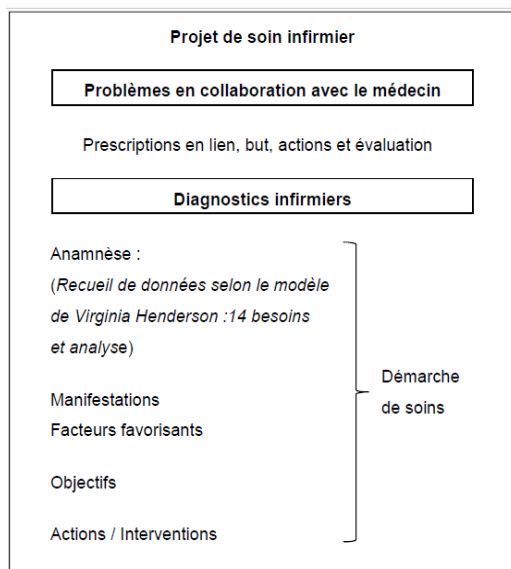 Projet de soin infirmier
Problèmes en collaboration avec le médecin
Prescriptions en lien, but, actions et évaluation
Diagnostics infirmiers
Anamnèse :
(Recueil de données selon le modèle
de Virginia Henderson :14 besoins
et analyse)
Manifestations
Facteurs favorisants
Objectifs
Actions / Interventions
Démarche
de soins